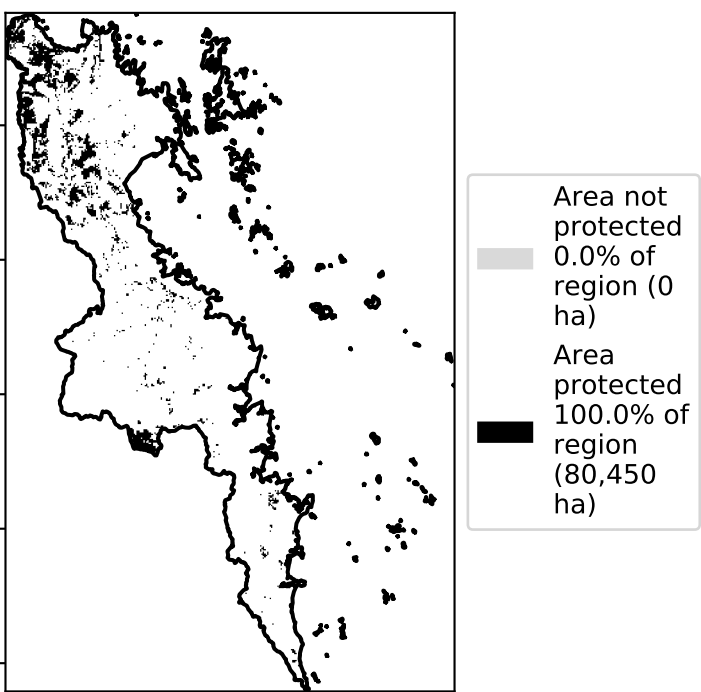 Area not
protected
0.0% of
region (0
ha)
Area
protected
100.0% of
region
(80,450
ha)